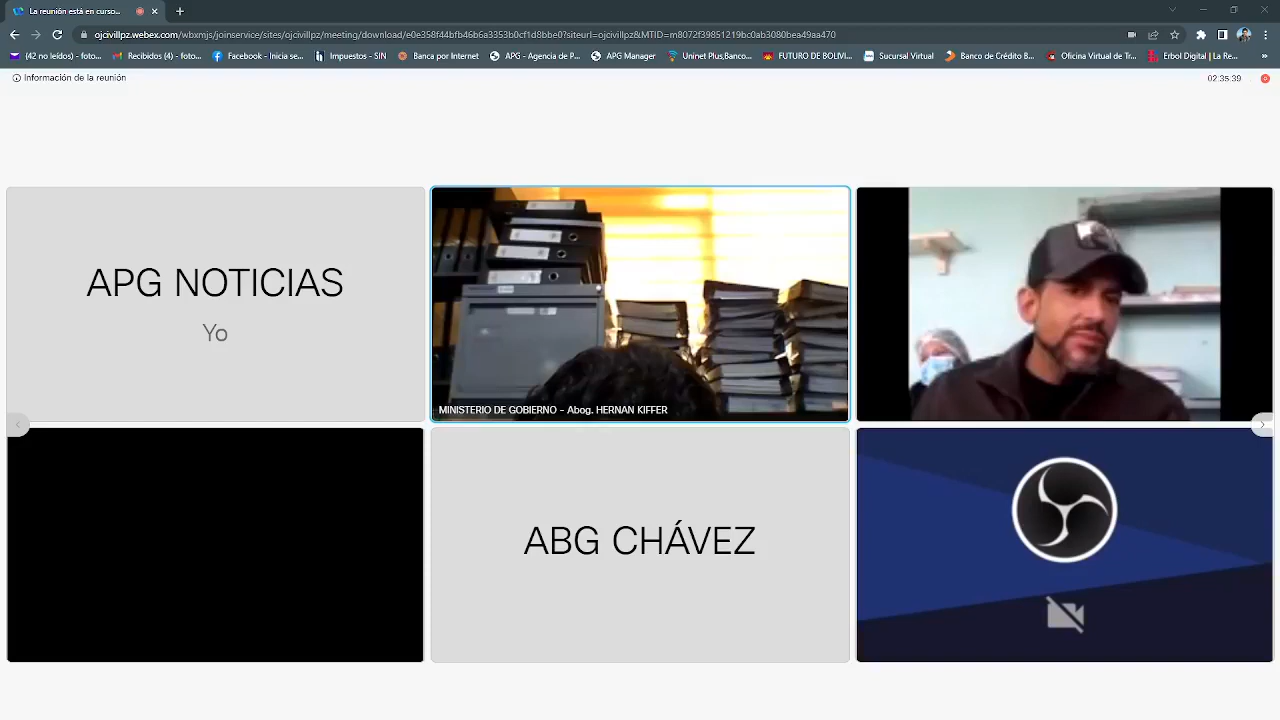 La reunión está en curso...
ojcivillpz.webex.com/wbxmjs/joinservice/sites/ojcivillpz/meeting/download/e0e358f44f1b46b6a3353b0cf1d8bbe0?siteurl=ojcivillpz&MTID=m8072f39851219bc0ab3080bea49aa470
(42 no leídos) - foto... Recibidos (4) - foto... Facebook - Inicia se... Impuestos - SIN Banca por Internet APG - Agencia de P... APG Manager Uninet Plus,Banco... FUTURO DE BOLIVI... Sucursal Virtual Banco de Crédito B... Oficina Virtual de Tr... Erbol Digital | La Re... »
Información de la reunión 02:35:39
APG NOTICIAS
Yo
MINISTERIO DE GOBIERNO - Abog. HERNAN KIFFER
ABG CHÁVEZ